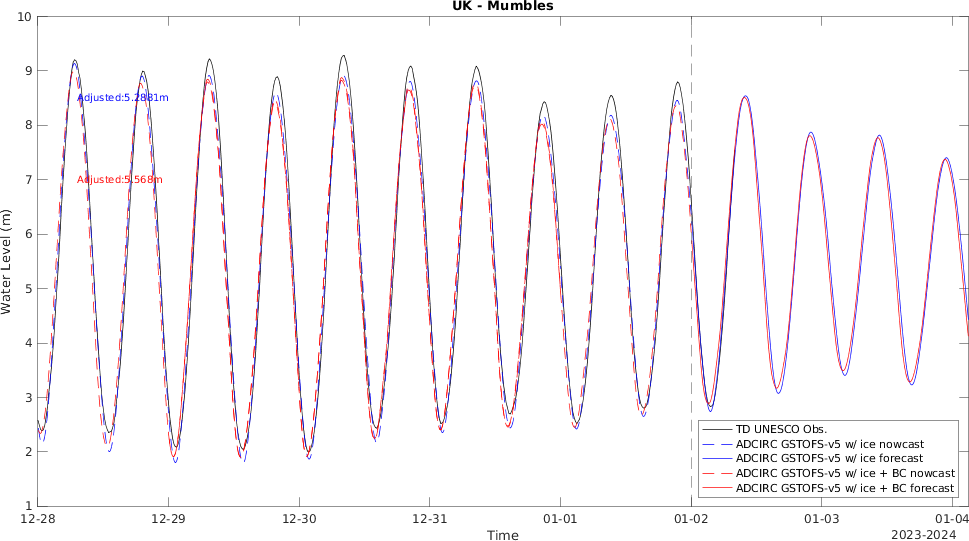 UK - Mumbles
10
9
8
7
6
5
4
3
2
1
Water Level (m)
Adjusted:5.2881m
Adjusted:5.568m
TD UNESCO Obs.
ADCIRC GSTOFS-v5 w/ ice nowcast
ADCIRC GSTOFS-v5 w/ ice forecast
ADCIRC GSTOFS-v5 w/ ice + BC nowcast
ADCIRC GSTOFS-v5 w/ ice + BC forecast
12-28 12-29 12-30 12-31 01-01 01-02 01-03 01-04
Time
2023-2024